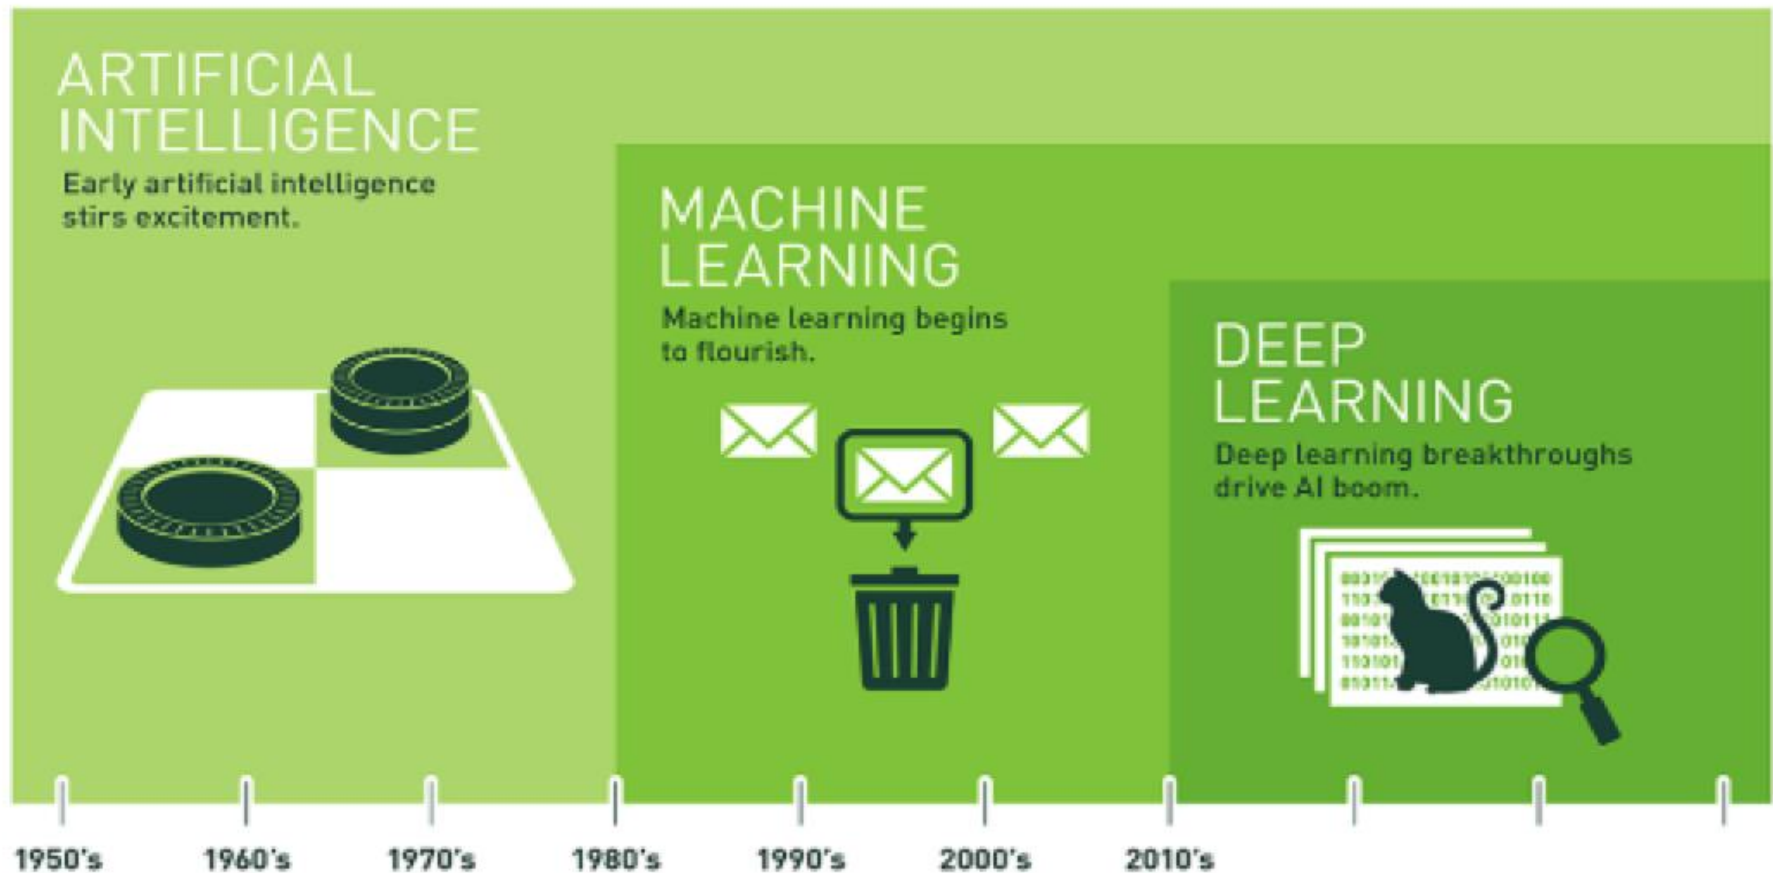 ARTIFICIAL
INTELLIGENCE
Early artificial intelligence
stirs excitement.
MACHINE
LEARNING
Machine learning begins
to flourish.
DEEP
LEARNING
Deep learning breakthroughs
drive AI boom.
1950's 1960's 1970's 1980's 1990's 2000's 2010's